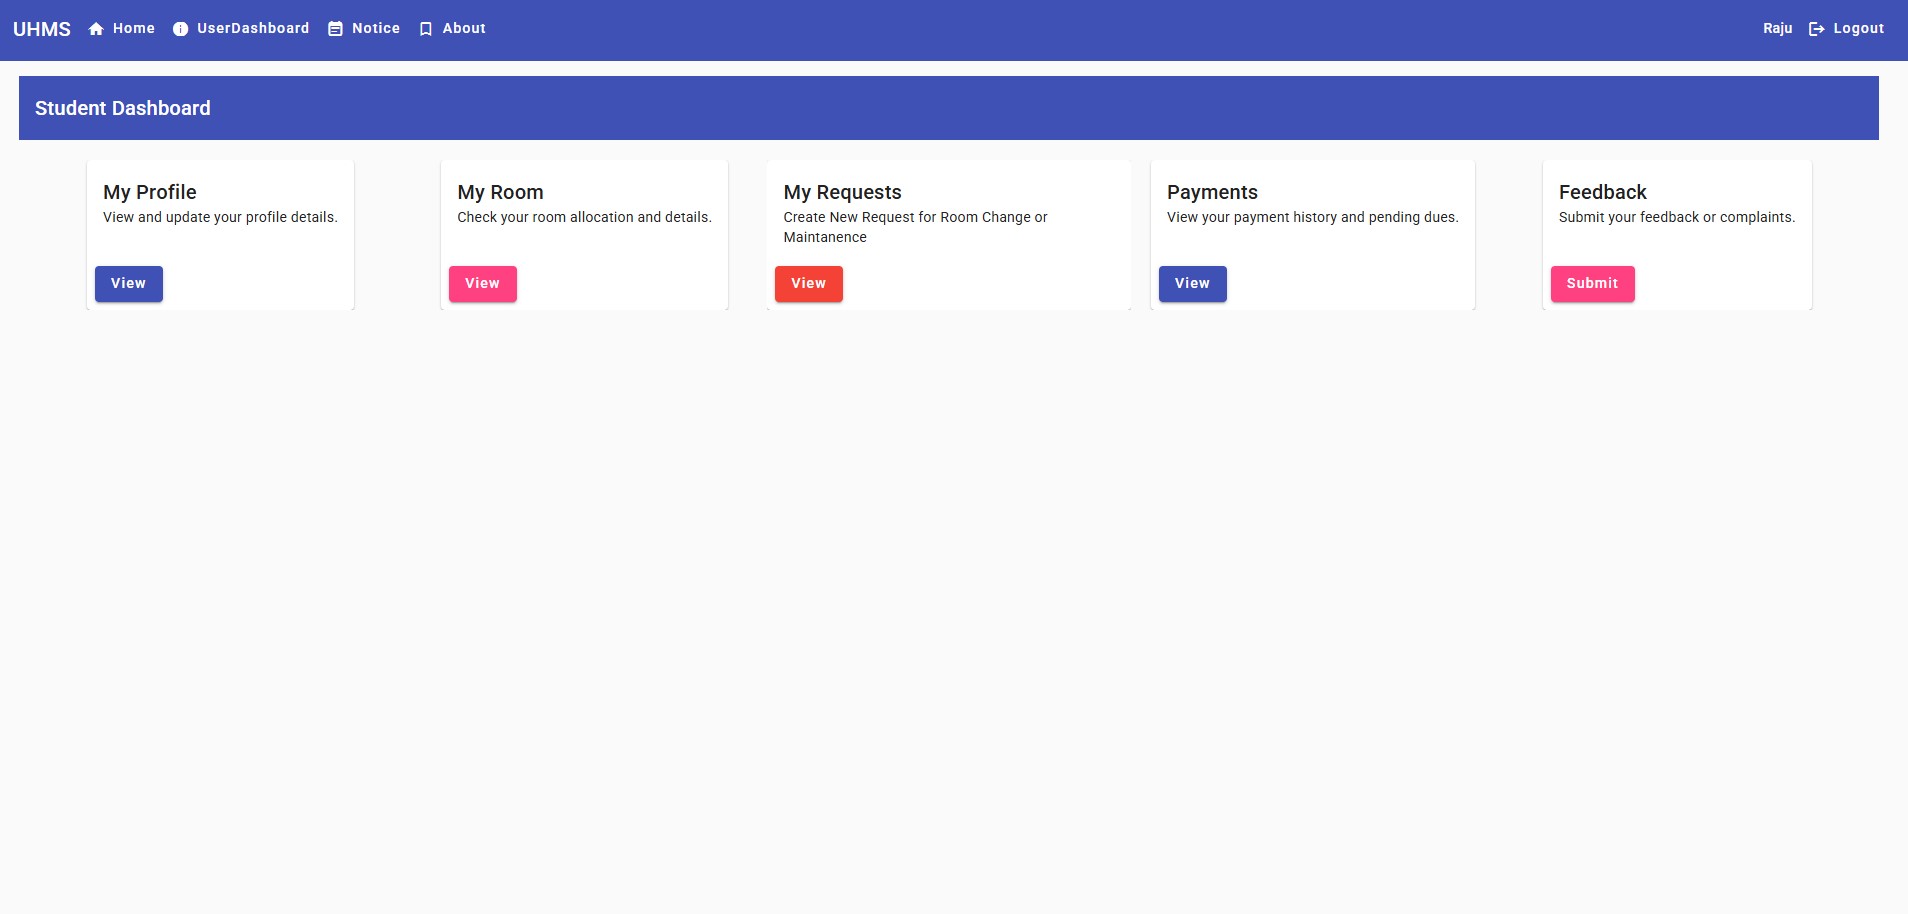 UHMS Home UserDashboard Notice About Raju Logout
Student Dashboard
My Profile
View and update your profile details.
View
My Room
Check your room allocation and details.
View
My Requests
Create New Request for Room Change or
Maintanence
View
Payments
View your payment history and pending dues.
View
Feedback
Submit your feedback or complaints.
Submit